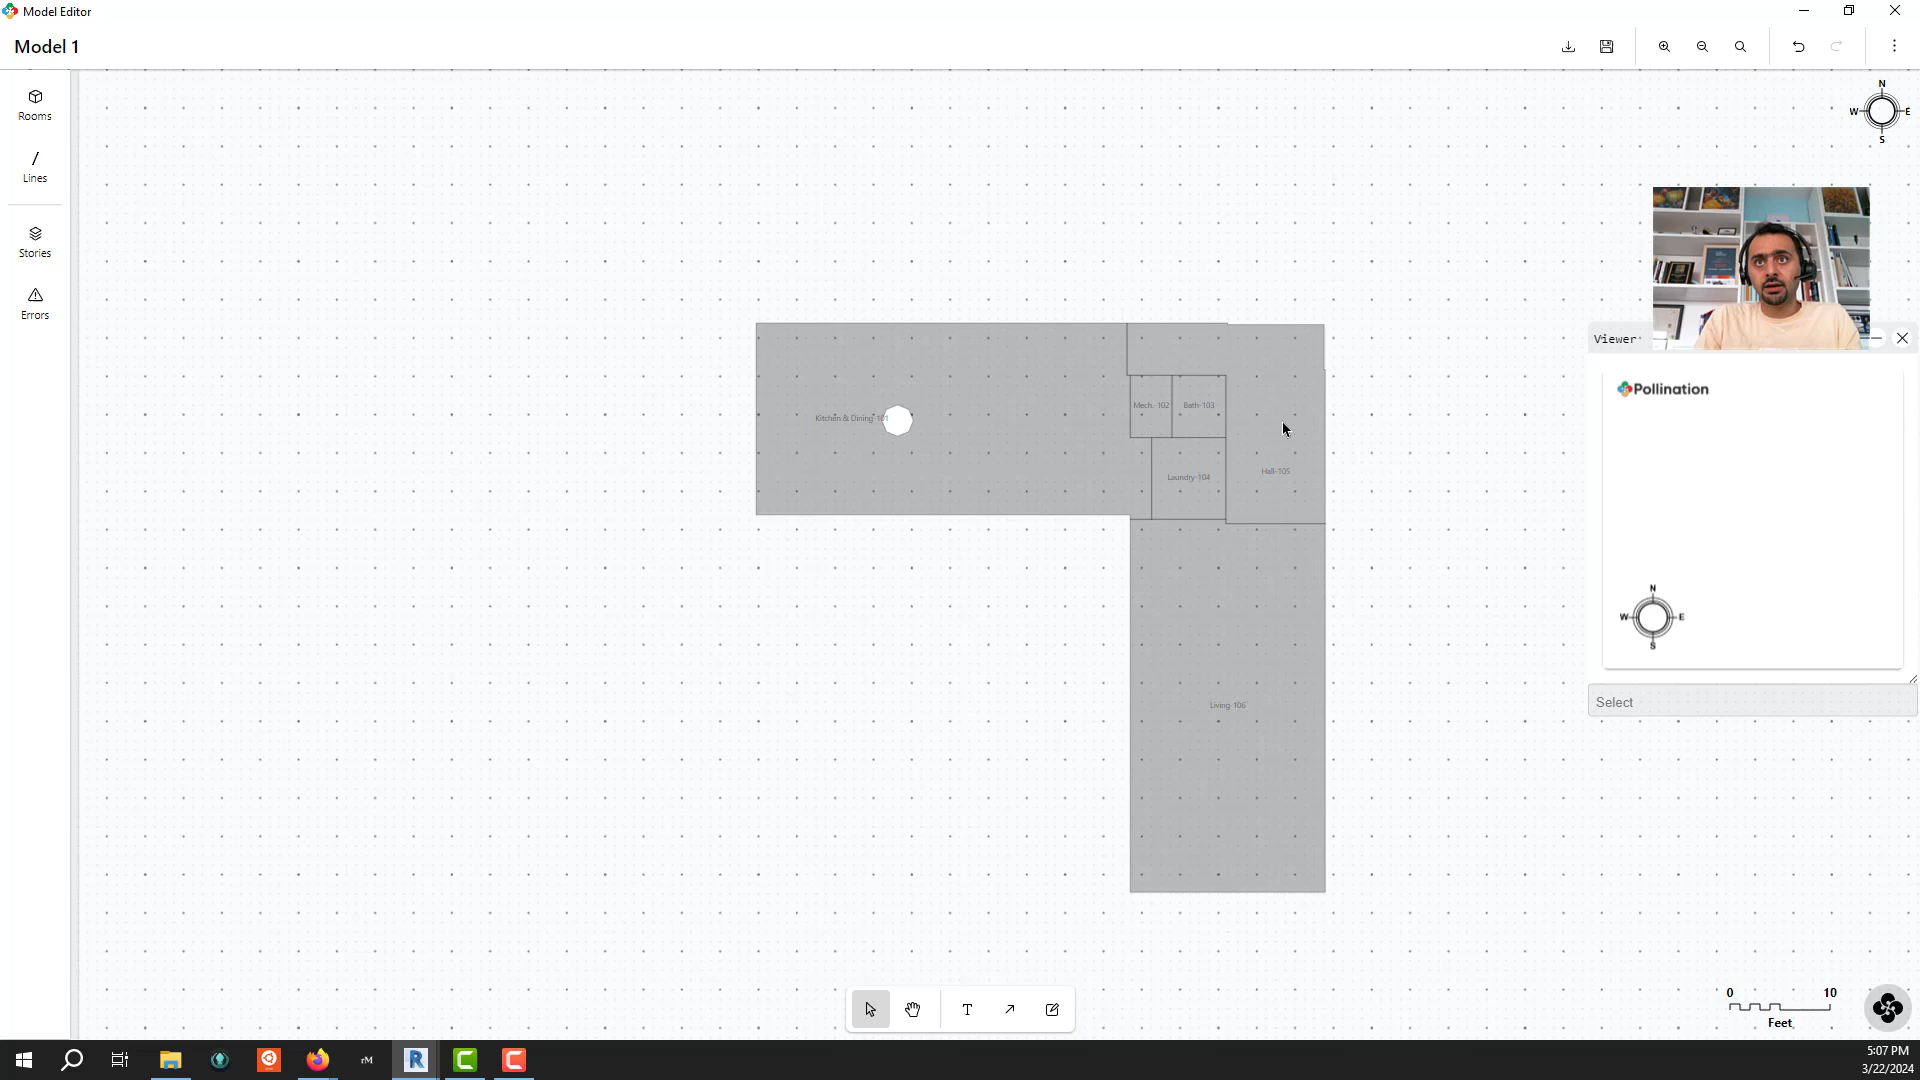 Model Editor
Model 1
Rooms
Lines
Stories
Errors
N
W E
S
Kitchen & Dining-101
Mech.-102
Bath-103
Laundry-104
Hall-105
Living-106
Viewer
Pollination
N
W E
S
Select
0 10
Feet
rM
R
C
C
5:07 PM
3/22/2024